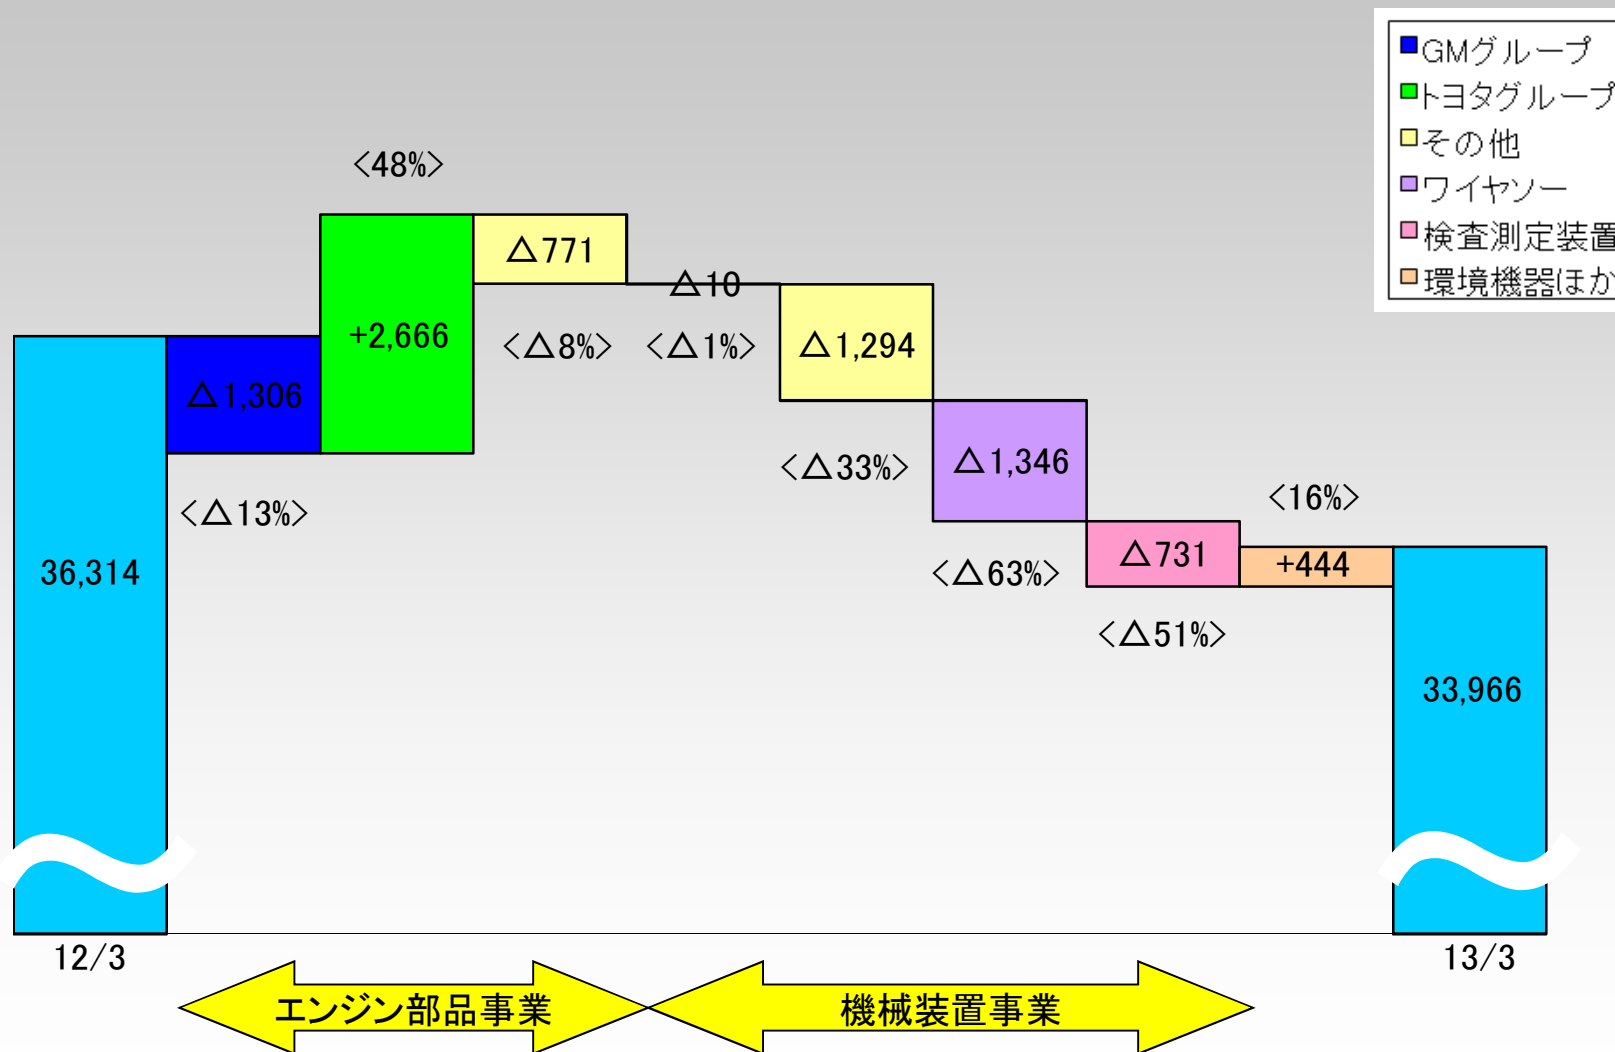 GMグループ
トヨタグループ
その他
ワイヤソー
検査測定装置
環境機器ほか
<48%>
△771
△10
+2,666
<△8%>
<△1%>
△1,294
△1,306
<△33%>
△1,346
<16%>
<△13%>
36,314
<△63%>
△731
+444
<△51%>
33,966
12/3
13/3
エンジン部品事業
機械装置事業